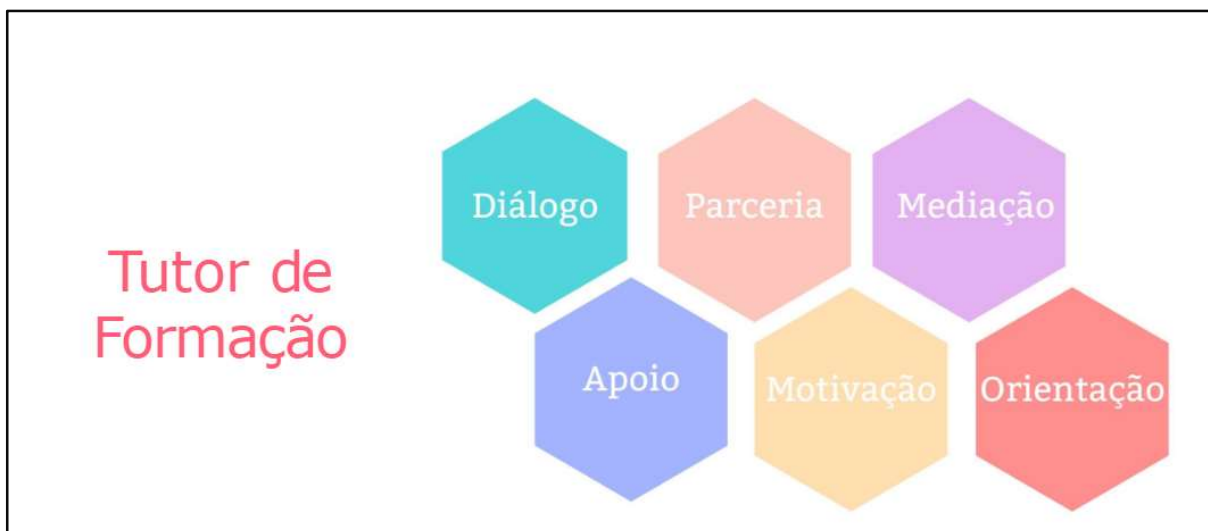 Tutor de
Formação
Diálogo
Parceria
Mediação
Apoio
Motivação
Orientação